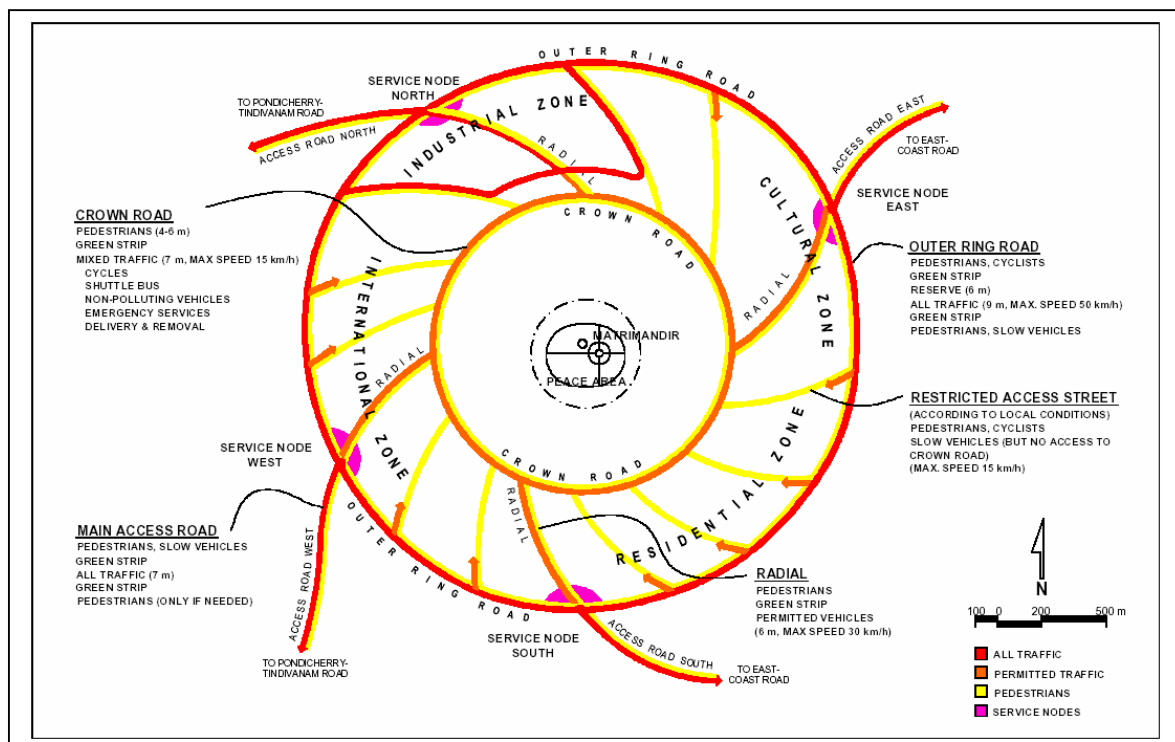 OUTER RING ROAD
SERVICE NODE
NORTH
TO PONDICHERRY-
TINDIVANAM ROAD
ACCESS ROAD NORTH
INDUSTRIAL ZONE
RADIAL
ACCESS ROAD EAST
TO EAST-
COAST ROAD
SERVICE NODE
EAST
CULTURAL ZONE
RADIAL
CROWN ROAD
CROWN ROAD
PEDESTRIANS (4-6 m)
GREEN STRIP
MIXED TRAFFIC (7 m, MAX SPEED 15 km/h)
CYCLES
SHUTTLE BUS
NON-POLLUTING VEHICLES
EMERGENCY SERVICES
DELIVERY & REMOVAL
OUTER RING ROAD
PEDESTRIANS, CYCLISTS
GREEN STRIP
RESERVE (6 m)
ALL TRAFFIC (9 m, MAX. SPEED 50 km/h)
GREEN STRIP
PEDESTRIANS, SLOW VEHICLES
INTERNATIONAL ZONE
RADIAL
MATRIMANDIR
PEACE AREA
RESTRICTED ACCESS STREET
(ACCORDING TO LOCAL CONDITIONS)
PEDESTRIANS, CYCLISTS
SLOW VEHICLES (BUT NO ACCESS TO
CROWN ROAD)
(MAX. SPEED 15 km/h)
SERVICE NODE
WEST
CROWN ROAD
RADIAL
RESIDENTIAL ZONE
MAIN ACCESS ROAD
PEDESTRIANS, SLOW VEHICLES
GREEN STRIP
ALL TRAFFIC (7 m)
GREEN STRIP
PEDESTRIANS (ONLY IF NEEDED)
ACCESS ROAD WEST
TO PONDICHERRY-
TINDIVANAM ROAD
OUTER RING ROAD
SERVICE NODE
SOUTH
ACCESS ROAD SOUTH
TO EAST-
COAST ROAD
RADIAL
PEDESTRIANS
GREEN STRIP
PERMITTED VEHICLES
(6 m, MAX SPEED 30 km/h)
N
100 0 200 500 m
ALL TRAFFIC
PERMITTED TRAFFIC
PEDESTRIANS
SERVICE NODES